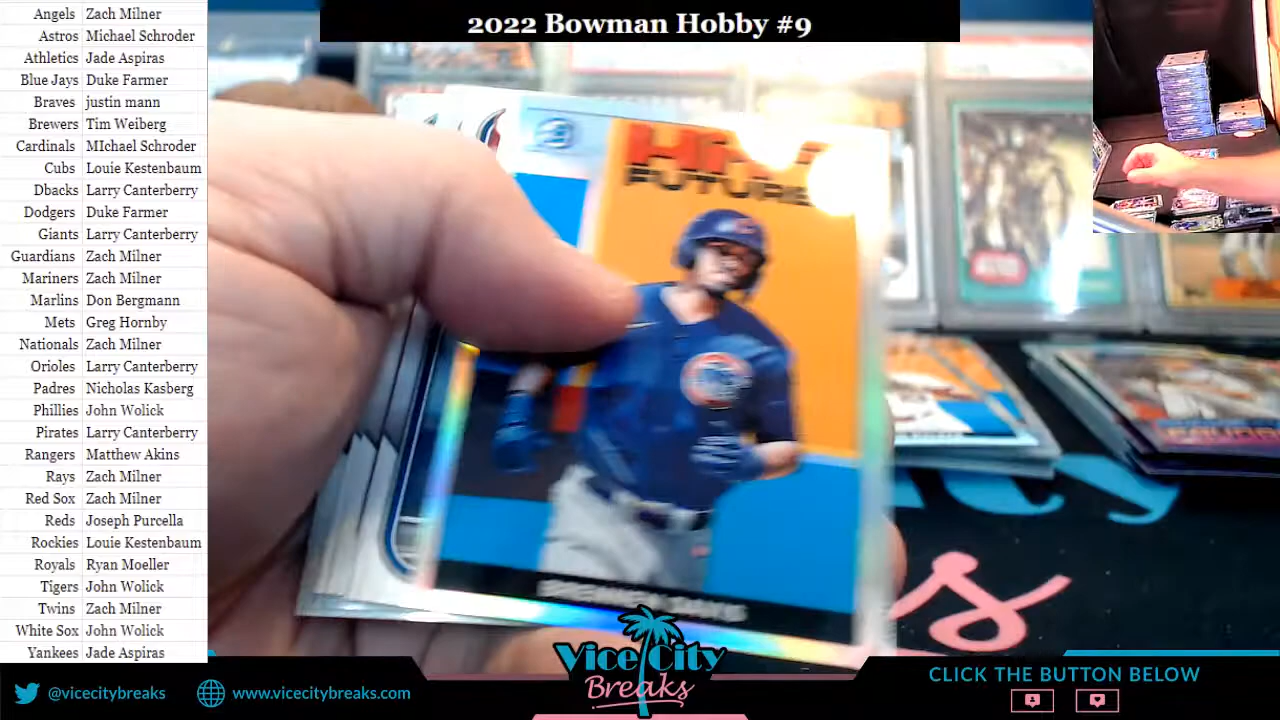 2022 Bowman Hobby #9
Angels Zach Milner
Astros Michael Schroder
Athletics Jade Aspiras
Blue Jays Duke Farmer
Braves justin mann
Brewers Tim Weiberg
Cardinals MIchael Schroder
Cubs Louie Kestenbaum
Dbacks Larry Canterberry
Dodgers Duke Farmer
Giants Larry Canterberry
Guardians Zach Milner
Mariners Zach Milner
Marlins Don Bergmann
Mets Greg Hornby
Nationals Zach Milner
Orioles Larry Canterberry
Padres Nicholas Kasberg
Phillies John Wolick
Pirates Larry Canterberry
Rangers Matthew Akins
Rays Zach Milner
Red Sox Zach Milner
Reds Joseph Purcella
Rockies Louie Kestenbaum
Royals Ryan Moeller
Tigers John Wolick
Twins Zach Milner
White Sox John Wolick
Yankees Jade Aspiras
FUTURE
@vicecitybreaks
www.vicecitybreaks.com
Vice City
Breaks
CLICK THE BUTTON BELOW